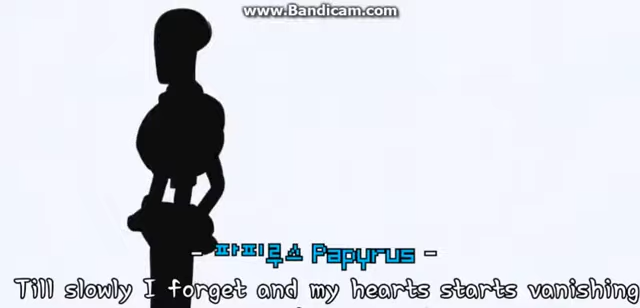 www.Bandicam.com
- 파피루스 Papyrus -
Till slowly I forget and my hearts starts vanishing